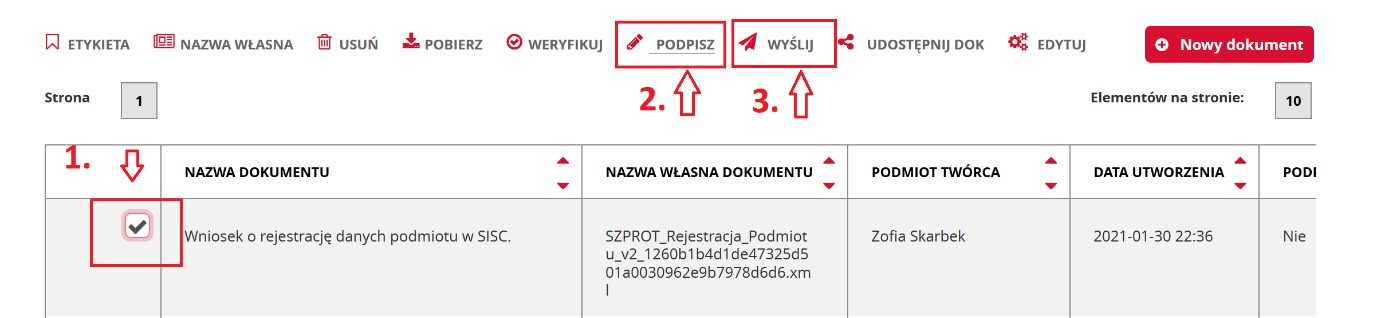 ETYKIETA NAZWA WŁASNA USUŃ POBIERZ WERYFIKUJ PODPISZ WYŚLIJ UDOSTĘPNIJ DOK EDYTUJ Nowy dokument
2. 3.
Strona 1 Elementów na stronie: 10
1.
NAZWA DOKUMENTU NAZWA WŁASNA DOKUMENTU PODMIOT TWÓRCA DATA UTWORZENIA
Wniosek o rejestrację danych podmiotu w SISC. SZPROT_Rejestracja_Podmiot Zofia Skarbek 2021-01-30 22:36 Nie
u_v2_1260b1b4d1de47325d5
01a0030962e9b7978d6d6.xm
l